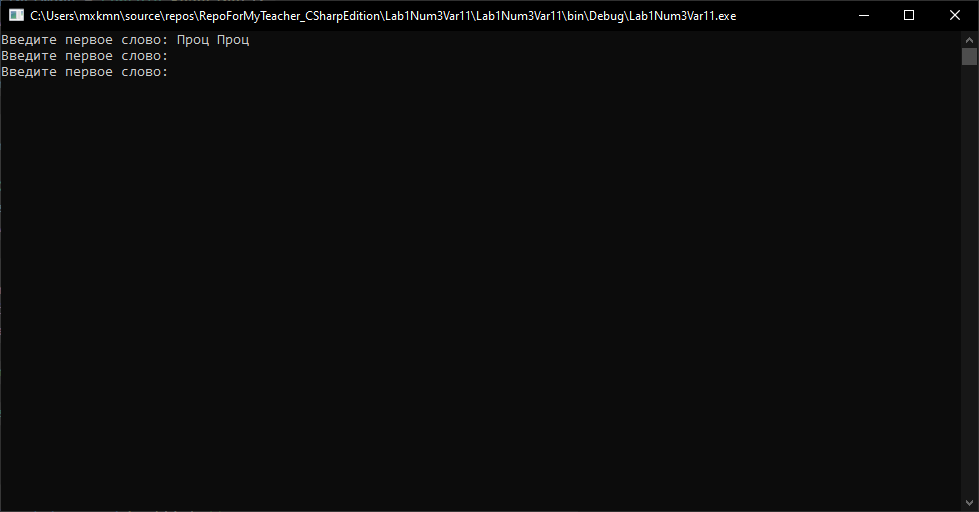 C:\Users\mxkmn\source\repos\RepoForMyTeacher_CSharpEdition\Lab1Num3Var11\Lab1Num3Var11\bin\Debug\Lab1Num3Var11.exe
Введите первое слово: Проц Проц
Введите первое слово:
Введите первое слово: